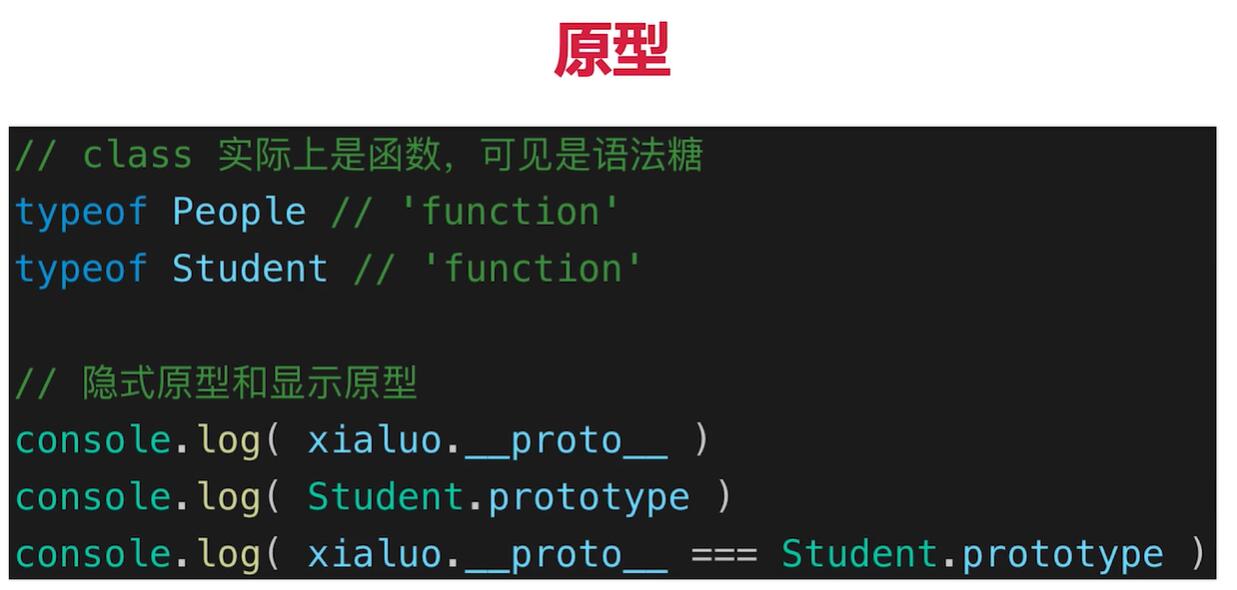 原型
// class 实际上是函数，可见是语法糖
typeof People // 'function'
typeof Student // 'function'
// 隐式原型和显示原型
console.log( xialuo.__proto__ )
console.log( Student.prototype )
console.log( xialuo.__proto__ === Student.prototype )